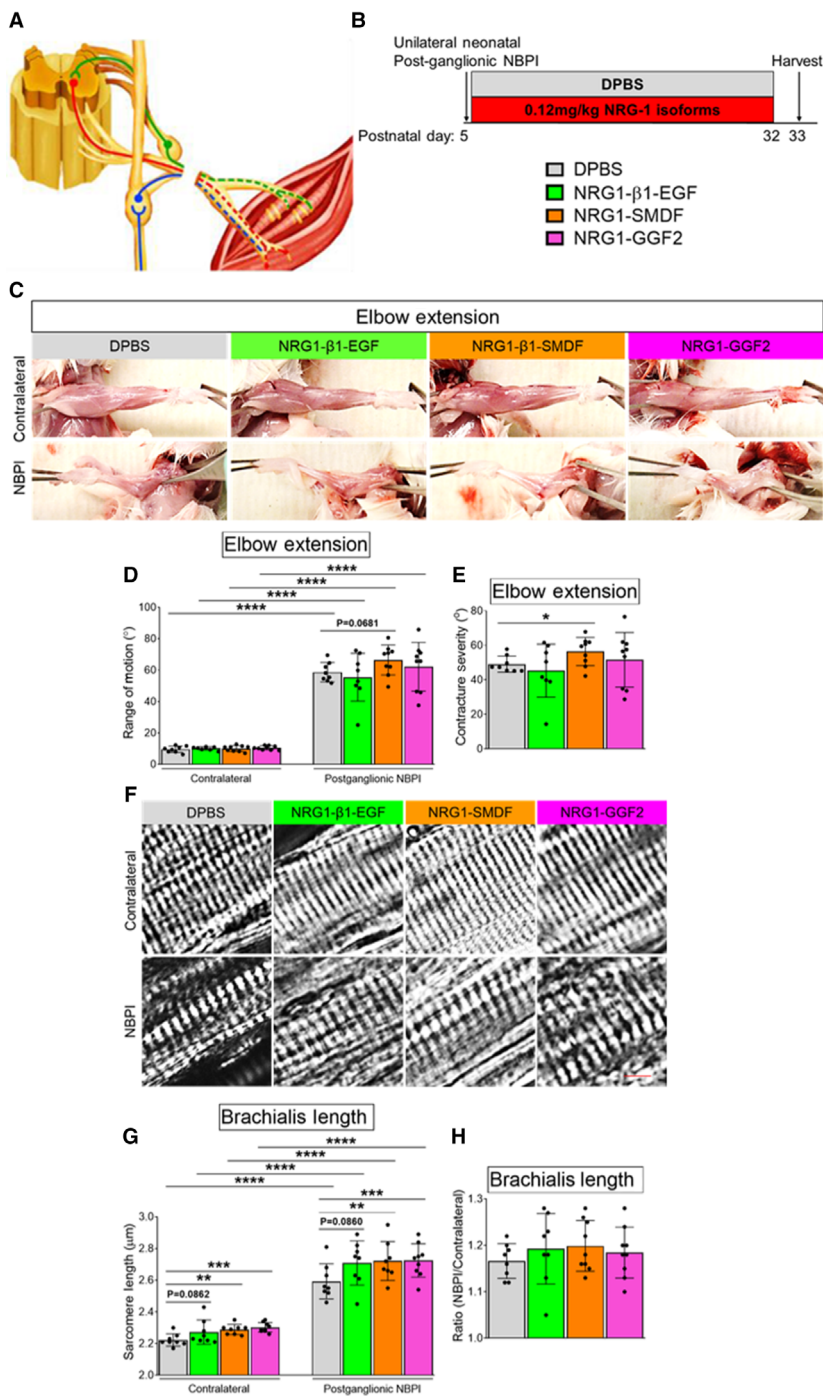 A
B
Unilateral neonatal
Post-ganglionic NBPI
Harvest
DPBS
0.12mg/kg NRG-1 isoforms
Postnatal day: 5
32 33
DPBS
NRG1-β1-EGF
NRG1-SMDF
NRG1-GGF2
C
Elbow extension
DPBS
NRG1-β1-EGF
NRG1-β1-SMDF
NRG1-GGF2
Contralateral
NBPI
Elbow extension
D
****
****
****
****
P=0.0681
Range of motion (°)
100
80
60
40
20
0
Contralateral
Postganglionic NBPI
E
Elbow extension
*
Contracture severity (°)
80
60
40
20
0
F
DPBS
NRG1-β1-EGF
NRG1-SMDF
NRG1-GGF2
Contralateral
NBPI
Brachialis length
G
****
****
****
****
***
**
P=0.0860
***
**
P=0.0862
Sarcomere length (μm)
3.0
2.8
2.6
2.4
2.2
2.0
Contralateral
Postganglionic NBPI
H
Brachialis length
Ratio (NBPI/Contralateral)
1.3
1.2
1.1
1.0